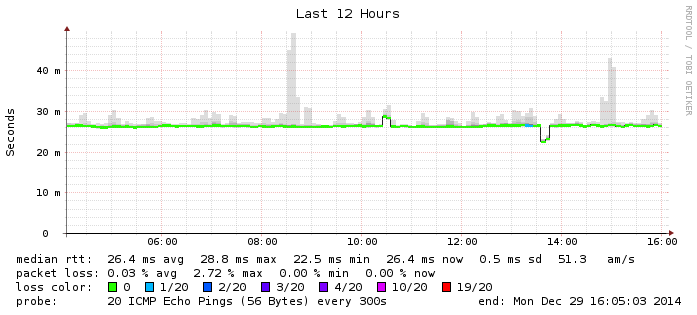 Last 12 Hours
RRDTOOL / TOBI OETIKER
Seconds
40 m
30 m
20 m
10 m
0
06:00 08:00 10:00 12:00 14:00 16:00
median rtt: 26.4 ms avg 28.8 ms max 22.5 ms min 26.4 ms now 0.5 ms sd 51.3 am/s
packet loss: 0.03 % avg 2.72 % max 0.00 % min 0.00 % now
loss color: 0 1/20 2/20 3/20 4/20 10/20 19/20
probe: 20 ICMP Echo Pings (56 Bytes) every 300s end: Mon Dec 29 16:05:03 2014